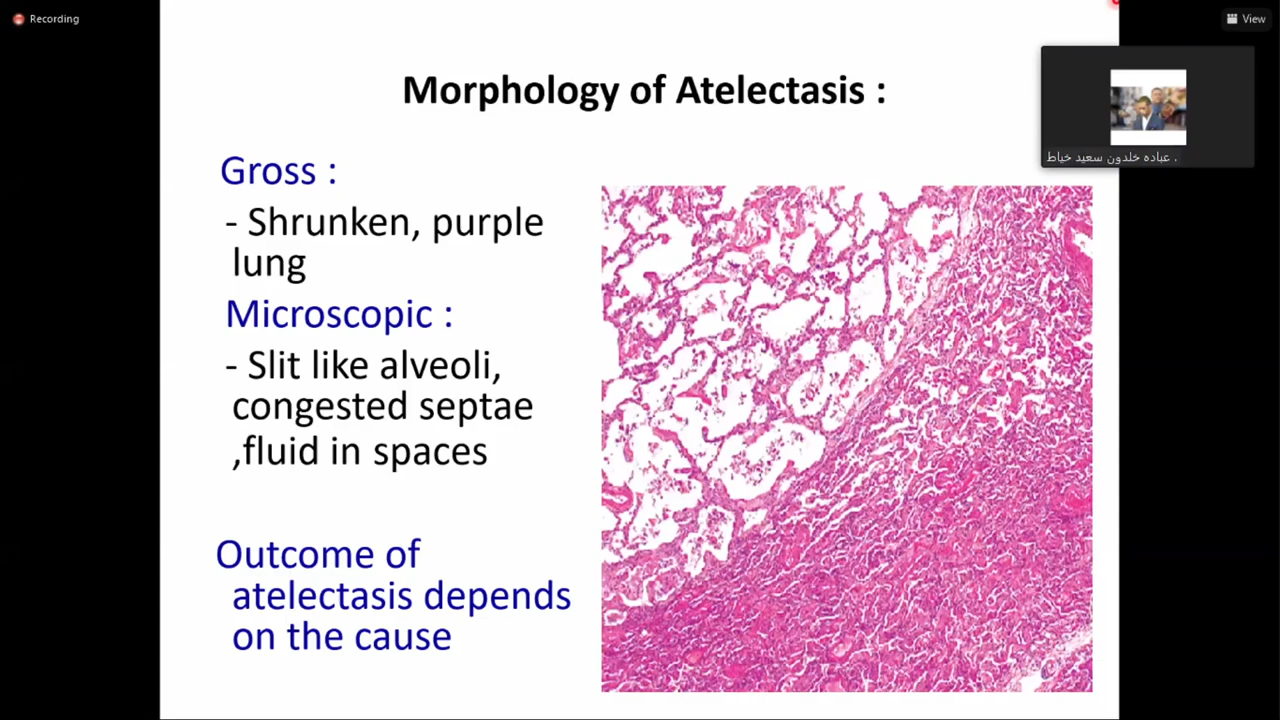 Recording
View
Morphology of Atelectasis :
. عباده خلدون سعيد خياط
Gross :
- Shrunken, purple
lung
Microscopic :
- Slit like alveoli,
congested septae
,fluid in spaces
Outcome of
atelectasis depends
on the cause